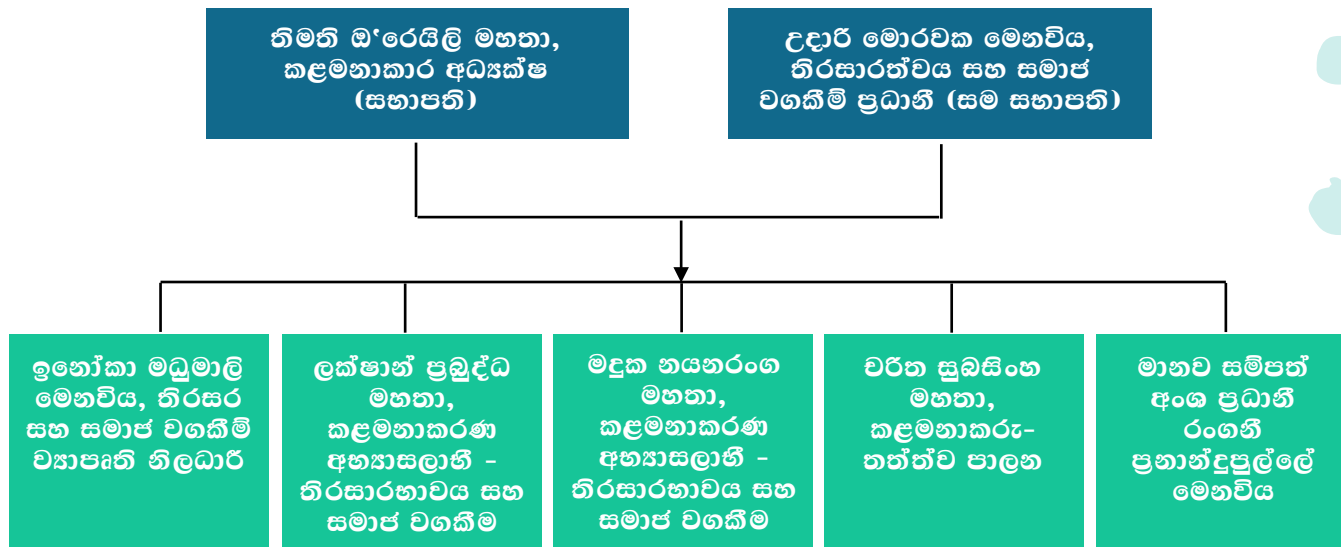 තිමති ඔ'රෙයිලි මහතා,
කළමනාකාර අධ්‍යක්ෂ
(සභාපති)
උදාරි මොරවක මෙනවිය,
තිරසාරත්වය සහ සමාජ
වගකීම් ප්‍රධානී (සම සභාපති)
ඉනෝකා මධුමාලි
මෙනවිය, තිරසර
සහ සමාජ වගකීම්
ව්‍යාපෘති නිලධාරී
ලක්ෂාන් ප්‍රබුද්ධ
මහතා,
කළමනාකරණ
අභ්‍යාසලාභී -
තිරසාරභාවය සහ
සමාජ වගකීම
මදුක නයනරංග
මහතා,
කළමනාකරණ
අභ්‍යාසලාභී -
තිරසාරභාවය සහ
සමාජ වගකීම
චරිත සුබසිංහ
මහතා,
කළමනාකරු-
තත්ත්ව පාලන
මානව සම්පත්
අංශ ප්‍රධානී
රංගනී
ප්‍රනාන්දුපුල්ලේ
මෙනවිය